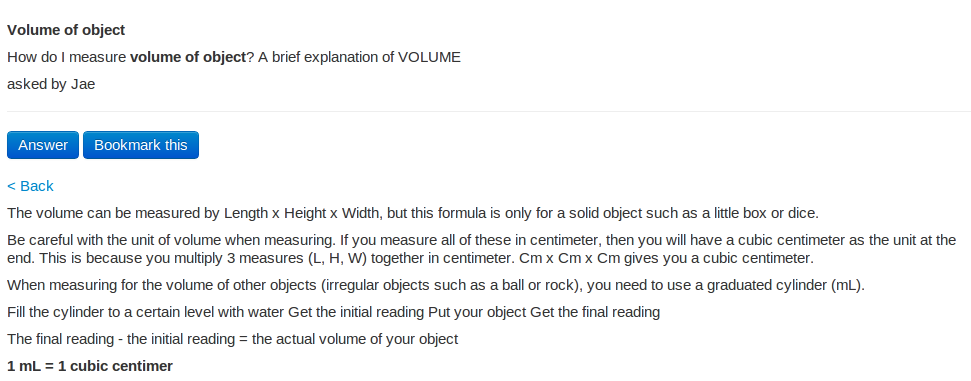 Volume of object
How do I measure volume of object? A brief explanation of VOLUME
asked by Jae
Answer Bookmark this
< Back
The volume can be measured by Length x Height x Width, but this formula is only for a solid object such as a little box or dice.
Be careful with the unit of volume when measuring. If you measure all of these in centimeter, then you will have a cubic centimeter as the unit at the
end. This is because you multiply 3 measures (L, H, W) together in centimeter. Cm x Cm x Cm gives you a cubic centimeter.
When measuring for the volume of other objects (irregular objects such as a ball or rock), you need to use a graduated cylinder (mL).
Fill the cylinder to a certain level with water Get the initial reading Put your object Get the final reading
The final reading - the initial reading = the actual volume of your object
1 mL = 1 cubic centimer